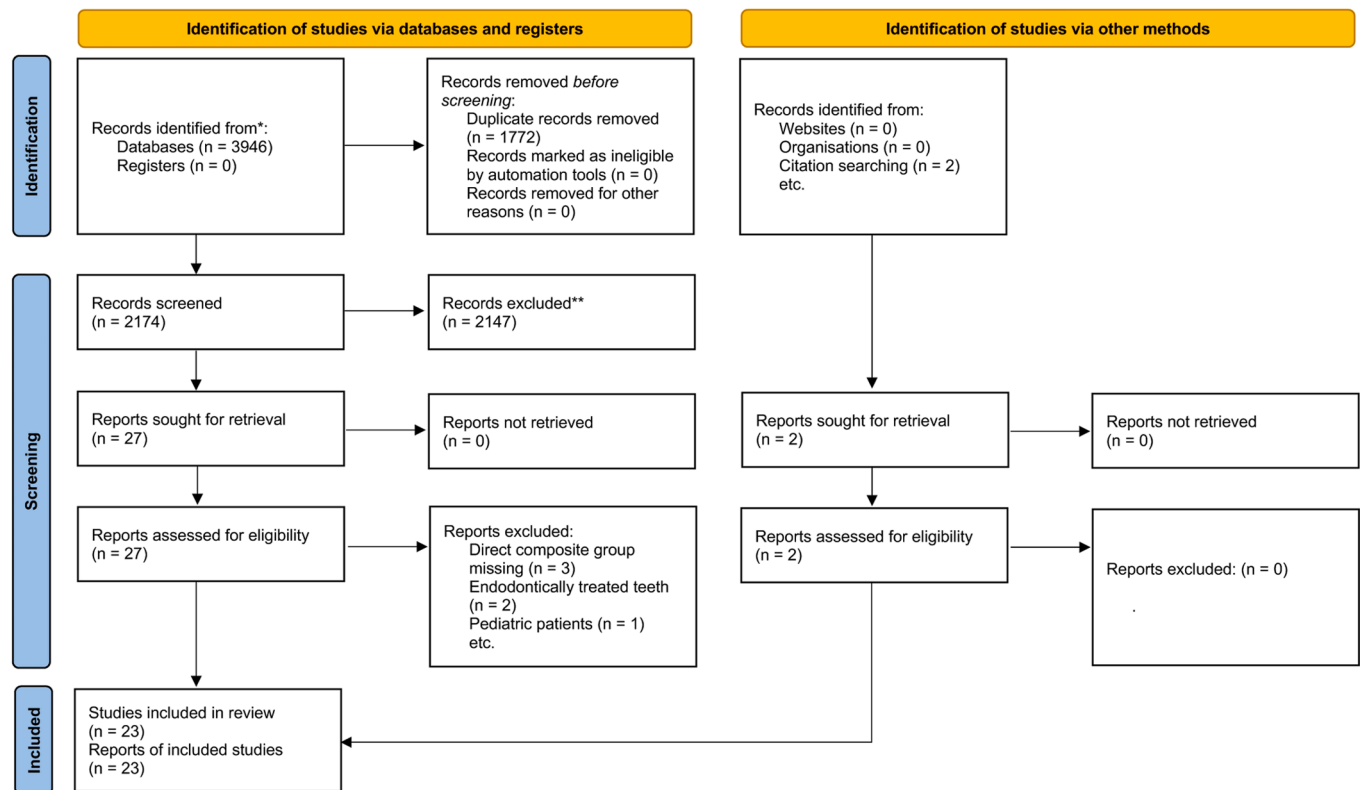 Identification of studies via databases and registers
Identification of studies via other methods
Identification
Records identified from*:
Databases (n = 3946)
Registers (n = 0)
Records removed before
screening:
Duplicate records removed
(n = 1772)
Records marked as ineligible
by automation tools (n = 0)
Records removed for other
reasons (n = 0)
Records identified from:
Websites (n = 0)
Organisations (n = 0)
Citation searching (n = 2)
etc.
Screening
Records screened
(n = 2174)
Records excluded**
(n = 2147)
Reports sought for retrieval
(n = 27)
Reports not retrieved
(n = 0)
Reports sought for retrieval
(n = 2)
Reports not retrieved
(n = 0)
Reports assessed for eligibility
(n = 27)
Reports excluded:
Direct composite group
missing (n = 3)
Endodontically treated teeth
(n = 2)
Pediatric patients (n = 1)
etc.
Reports assessed for eligibility
(n = 2)
Reports excluded: (n = 0)
.
Included
Studies included in review
(n = 23)
Reports of included studies
(n = 23)